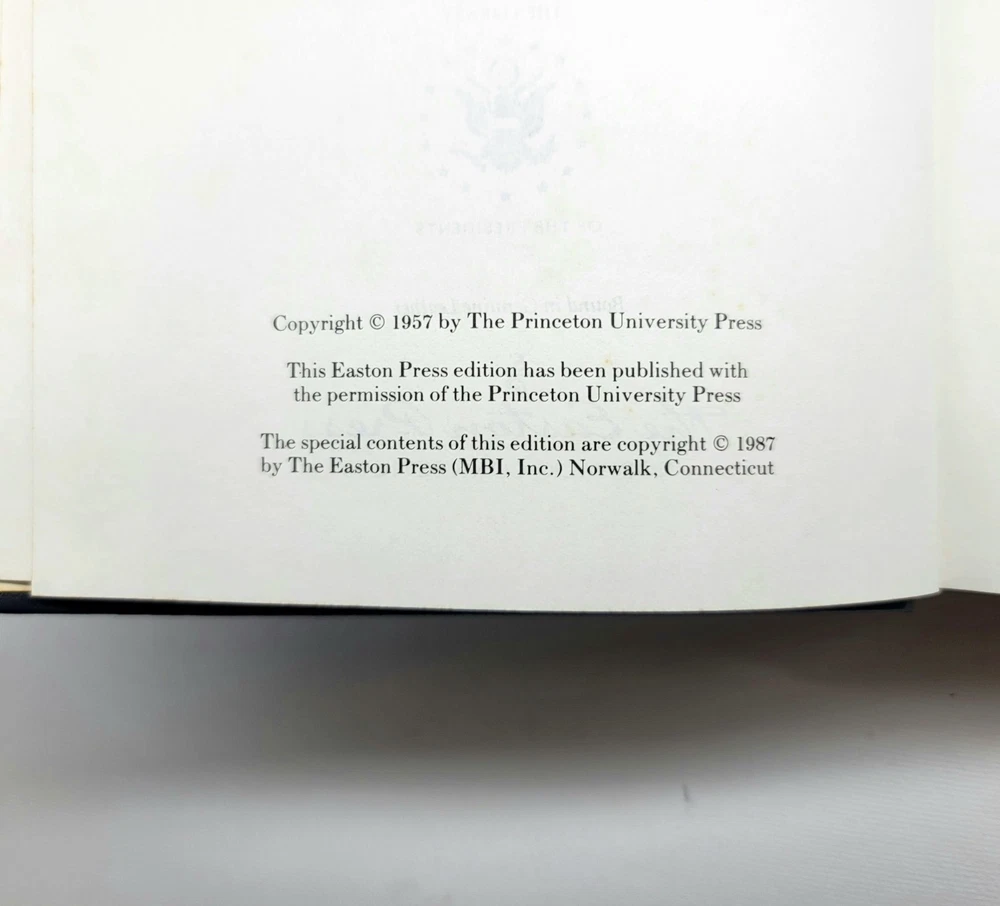 Copyright © 1957 by The Princeton University Press
This Easton Press edition has been published with
the permission of the Princeton University Press
The special contents of this edition are copyright © 1987
by The Easton Press (MBI, Inc.) Norwalk, Connecticut